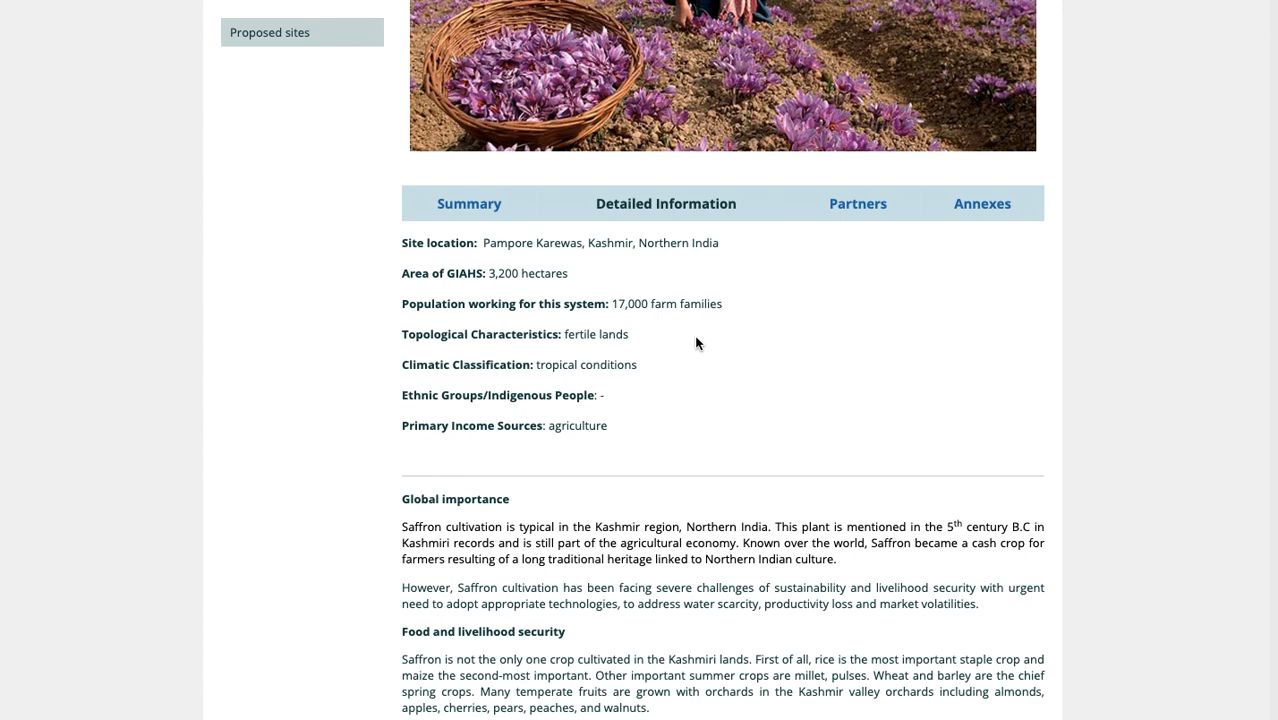 Proposed sites
Summary Detailed Information Partners Annexes
Site location: Pampore Karewas, Kashmir, Northern India
Area of GIAHS: 3,200 hectares
Population working for this system: 17,000 farm families
Topological Characteristics: fertile lands
Climatic Classification: tropical conditions
Ethnic Groups/Indigenous People: -
Primary Income Sources: agriculture
Global importance
Saffron cultivation is typical in the Kashmir region, Northern India. This plant is mentioned in the 5th century B.C in
Kashmiri records and is still part of the agricultural economy. Known over the world, Saffron became a cash crop for
farmers resulting of a long traditional heritage linked to Northern Indian culture.
However, Saffron cultivation has been facing severe challenges of sustainability and livelihood security with urgent
need to adopt appropriate technologies, to address water scarcity, productivity loss and market volatilities.
Food and livelihood security
Saffron is not the only one crop cultivated in the Kashmiri lands. First of all, rice is the most important staple crop and
maize the second-most important. Other important summer crops are millet, pulses. Wheat and barley are the chief
spring crops. Many temperate fruits are grown with orchards in the Kashmir valley orchards including almonds,
apples, cherries, pears, peaches, and walnuts.